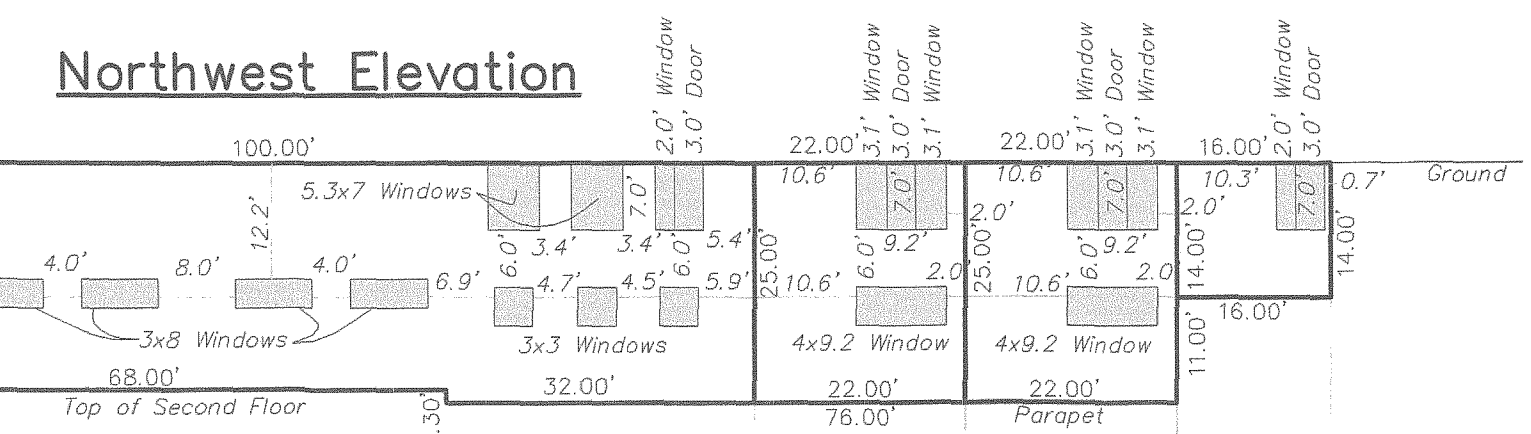 Northwest Elevation
2.0' Window
3.0' Door
3.1' Window
3.0' Door
3.1' Window
3.1' Window
3.0' Door
3.1' Window
2.0' Window
3.0' Door
100.00'
22.00'
22.00'
16.00'
5.3x7 Windows
7.0'
10.6'
7.0'
10.6'
7.0'
10.3'
7.0'
0.7'
Ground
12.2'
6.0'
3.4'
3.4'
6.0'
5.4'
25.00'
6.0'
9.2'
2.0'
25.00'
6.0'
9.2'
2.0'
14.00'
14.00'
4.0'
8.0'
4.0'
6.9'
4.7'
4.5'
5.9'
10.6'
2.0'
10.6'
2.0
16.00'
3x8 Windows
3x3 Windows
4x9.2 Window
4x9.2 Window
11.00'
68.00'
32.00'
22.00'
22.00'
Top of Second Floor
.30'
76.00'
Parapet